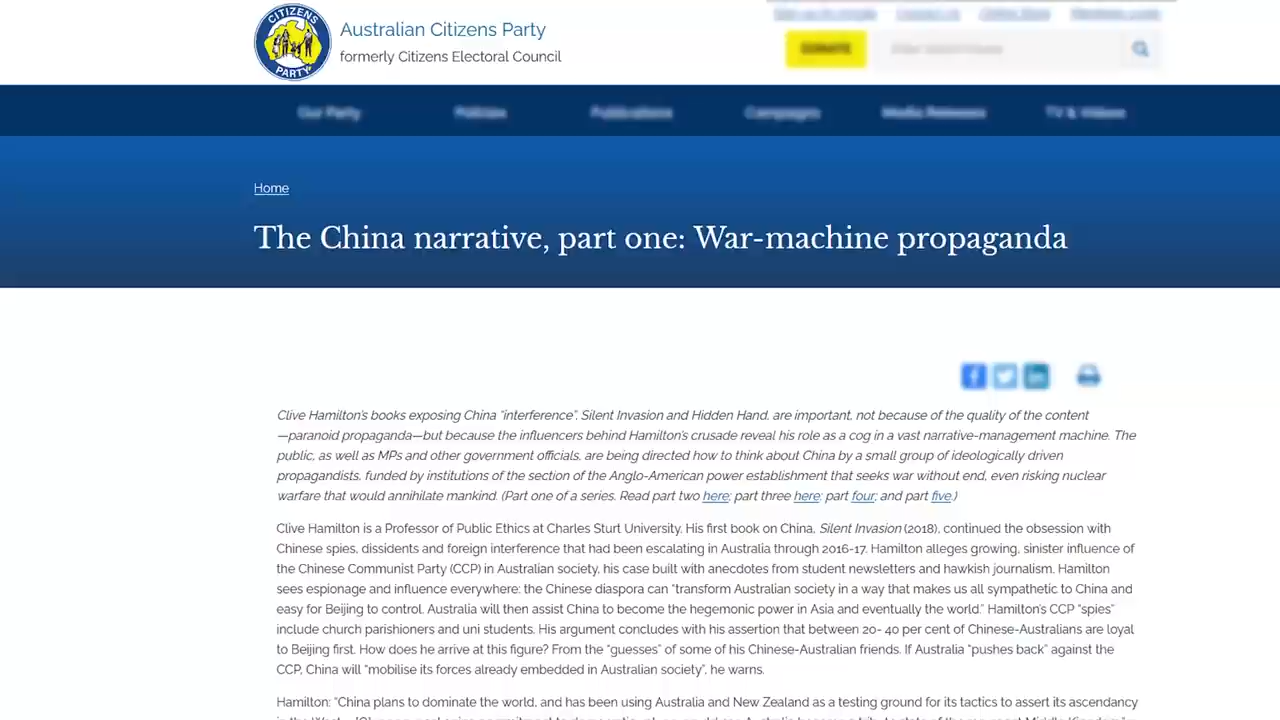 CITIZENS
PARTY
Australian Citizens Party
formerly Citizens Electoral Council
DONATE
Our Party
Policies
Publications
Campaigns
Media Releases
TV & Videos
Home
The China narrative, part one: War-machine propaganda
Clive Hamilton's books exposing China "interference", Silent Invasion and Hidden Hand, are important, not because of the quality of the content
—paranoid propaganda—but because the influencers behind Hamilton's crusade reveal his role as a cog in a vast narrative-management machine. The
public, as well as MPs and other government officials, are being directed how to think about China by a small group of ideologically driven
propagandists, funded by institutions of the section of the Anglo-American power establishment that seeks war without end, even risking nuclear
warfare that would annihilate mankind. (Part one of a series. Read part two here; part three here; part four; and part five.)
Clive Hamilton is a Professor of Public Ethics at Charles Sturt University. His first book on China, Silent Invasion (2018), continued the obsession with
Chinese spies, dissidents and foreign interference that had been escalating in Australia through 2016-17. Hamilton alleges growing, sinister influence of
the Chinese Communist Party (CCP) in Australian society, his case built with anecdotes from student newsletters and hawkish journalism. Hamilton
sees espionage and influence everywhere: the Chinese diaspora can "transform Australian society in a way that makes us all sympathetic to China and
easy for Beijing to control. Australia will then assist China to become the hegemonic power in Asia and eventually the world." Hamilton's CCP "spies"
include church parishioners and uni students. His argument concludes with his assertion that between 20- 40 per cent of Chinese-Australians are loyal
to Beijing first. How does he arrive at this figure? From the "guesses" of some of his Chinese-Australian friends. If Australia "pushes back" against the
CCP, China will "mobilise its forces already embedded in Australian society", he warns.
Hamilton: "China plans to dominate the world, and has been using Australia and New Zealand as a testing ground for its tactics to assert its ascendancy